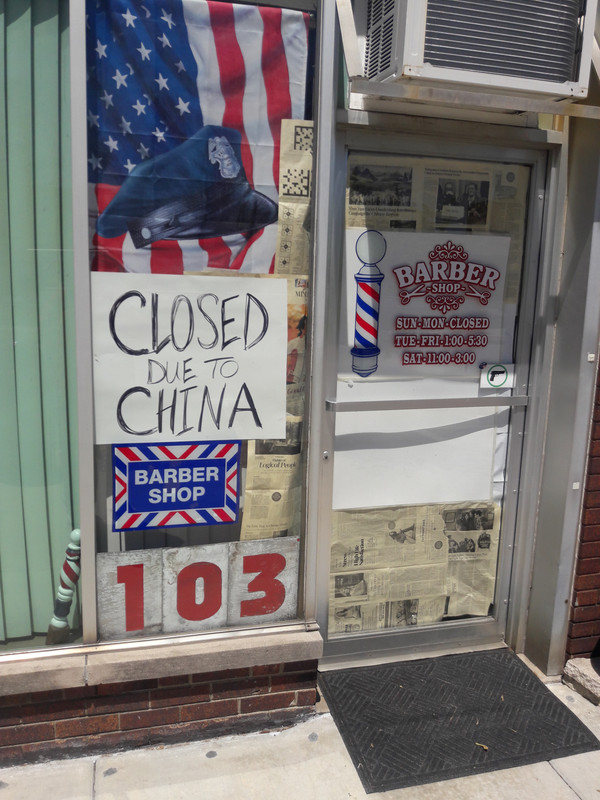 CLOSED
DUE TO
CHINA
BARBER
SHOP
103
BARBER
SHOP
SUN-MON-CLOSED
TUE-FRI-1:00-5:30
SAT-11:00-3:00